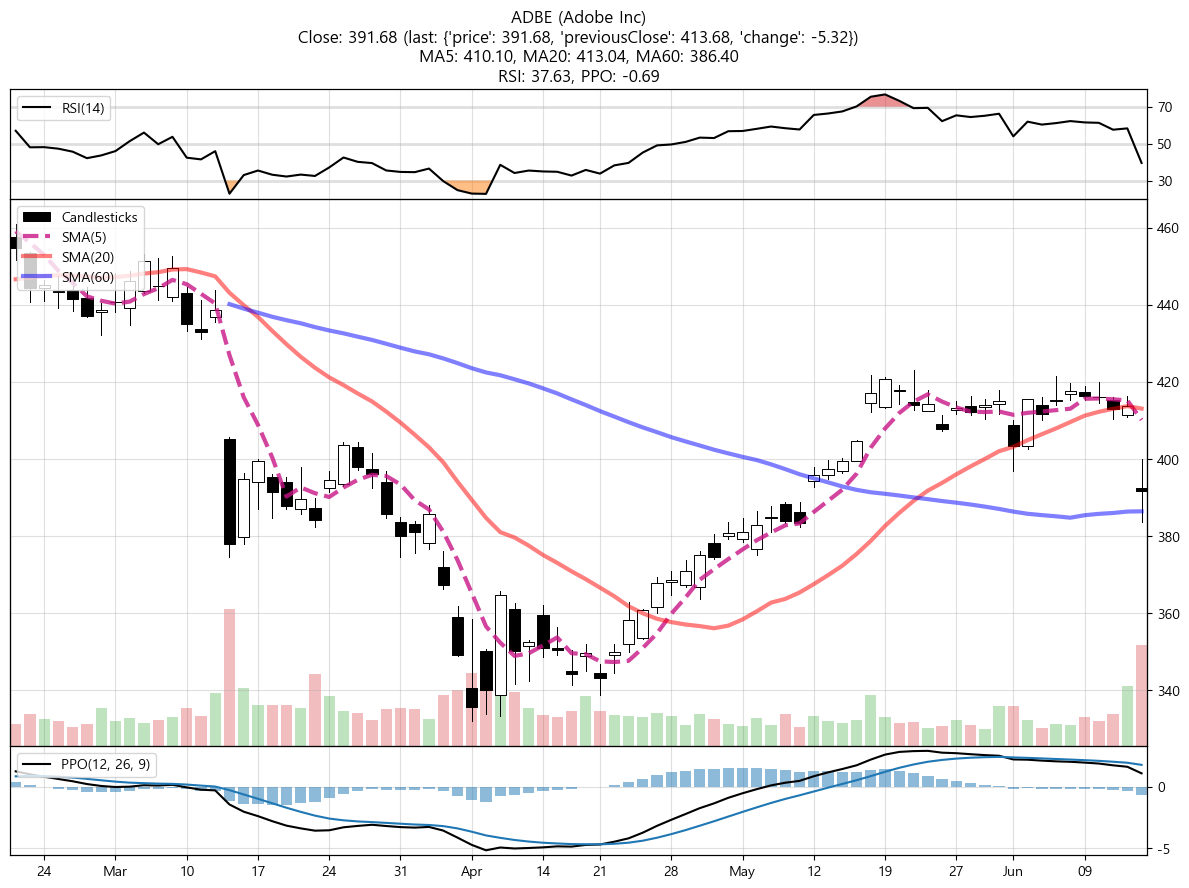 ADBE (Adobe Inc)
Close: 391.68 (last: {'price': 391.68, 'previousClose': 413.68, 'change': -5.32})
MA5: 410.10, MA20: 413.04, MA60: 386.40
RSI: 37.63, PPO: -0.69
RSI(14)
70
50
30
Candlesticks
SMA(5)
SMA(20)
SMA(60)
460
440
420
400
380
360
340
PPO(12, 26, 9)
0
-5
24 Mar 10 17 24 31 Apr 14 21 28 May 12 19 27 Jun 09